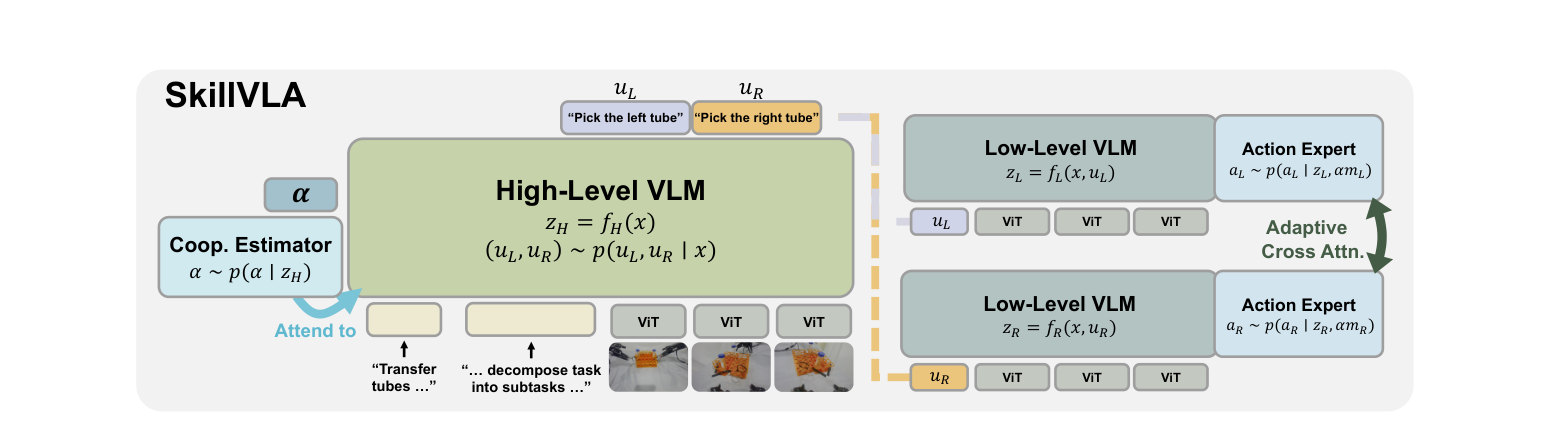 SkillVLA
u_L
u_R
“Pick the left tube”
“Pick the right tube”
α
Coop. Estimator
α ~ p(α | z_H)
Attend to
High-Level VLM
z_H = f_H(x)
(u_L, u_R) ~ p(u_L, u_R | x)
ViT
ViT
ViT
“Transfer
tubes …”
“… decompose task
into subtasks …”
Low-Level VLM
z_L = f_L(x, u_L)
Action Expert
a_L ~ p(a_L | z_L, αm_L)
u_L
ViT
ViT
ViT
Adaptive
Cross Attn.
Low-Level VLM
z_R = f_R(x, u_R)
Action Expert
a_R ~ p(a_R | z_R, αm_R)
u_R
ViT
ViT
ViT